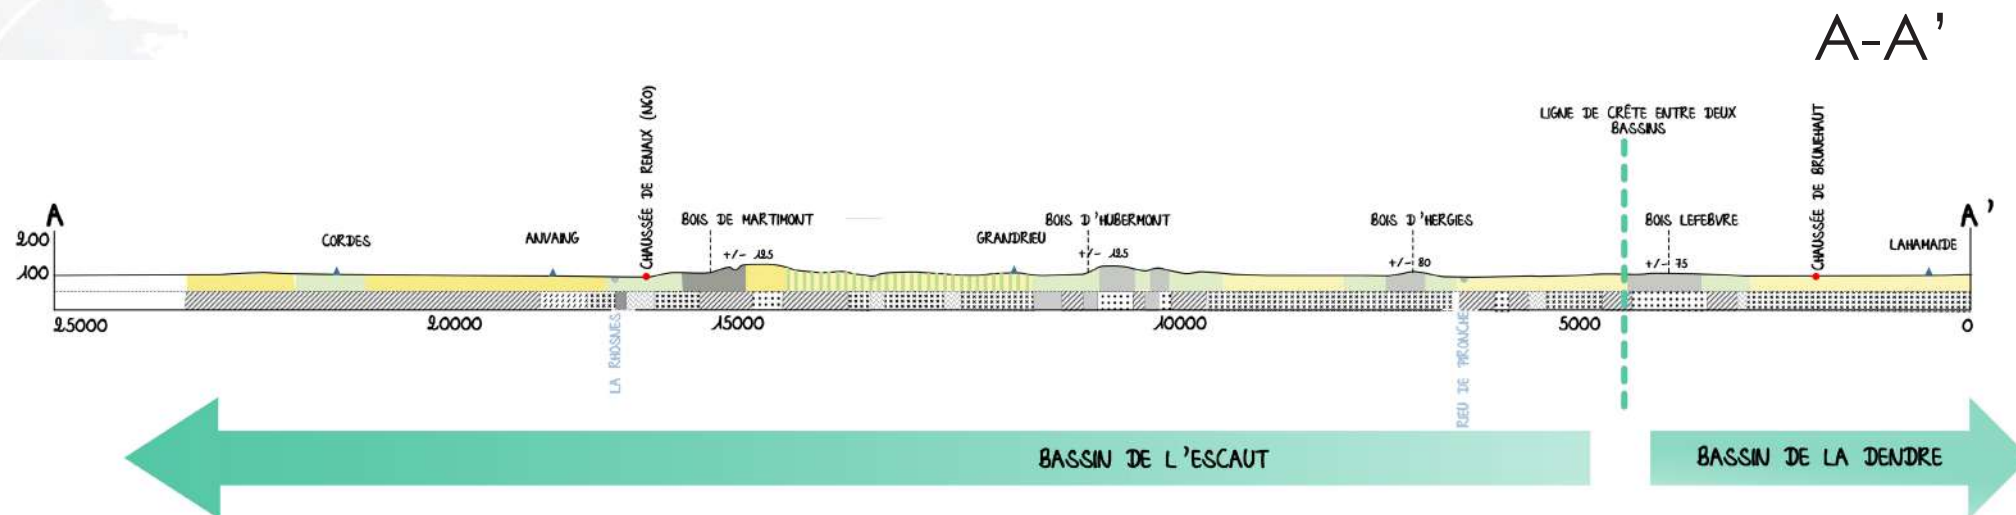 A-A'
LIGNE DE CRÊTE ENTRE DEUX
BASSINS
CHAUSSÉE DE RENAIX (N60)
CHAUSSÉE DE BRUNEHAUT
A
A'
BOIS DE MARTIMONT
BOIS D'HUBERMONT
BOIS D'HERGIES
BOIS LEFEBVRE
200
CORDES
ANVAING
GRANDRIEU
LAHAMAIDE
+/- 125
+/- 125
+/- 80
+/- 75
100
25000
20000
15000
10000
5000
0
LA RHOSNES
RIEU DE PIRONCHE
BASSIN DE L'ESCAUT
BASSIN DE LA DENDRE